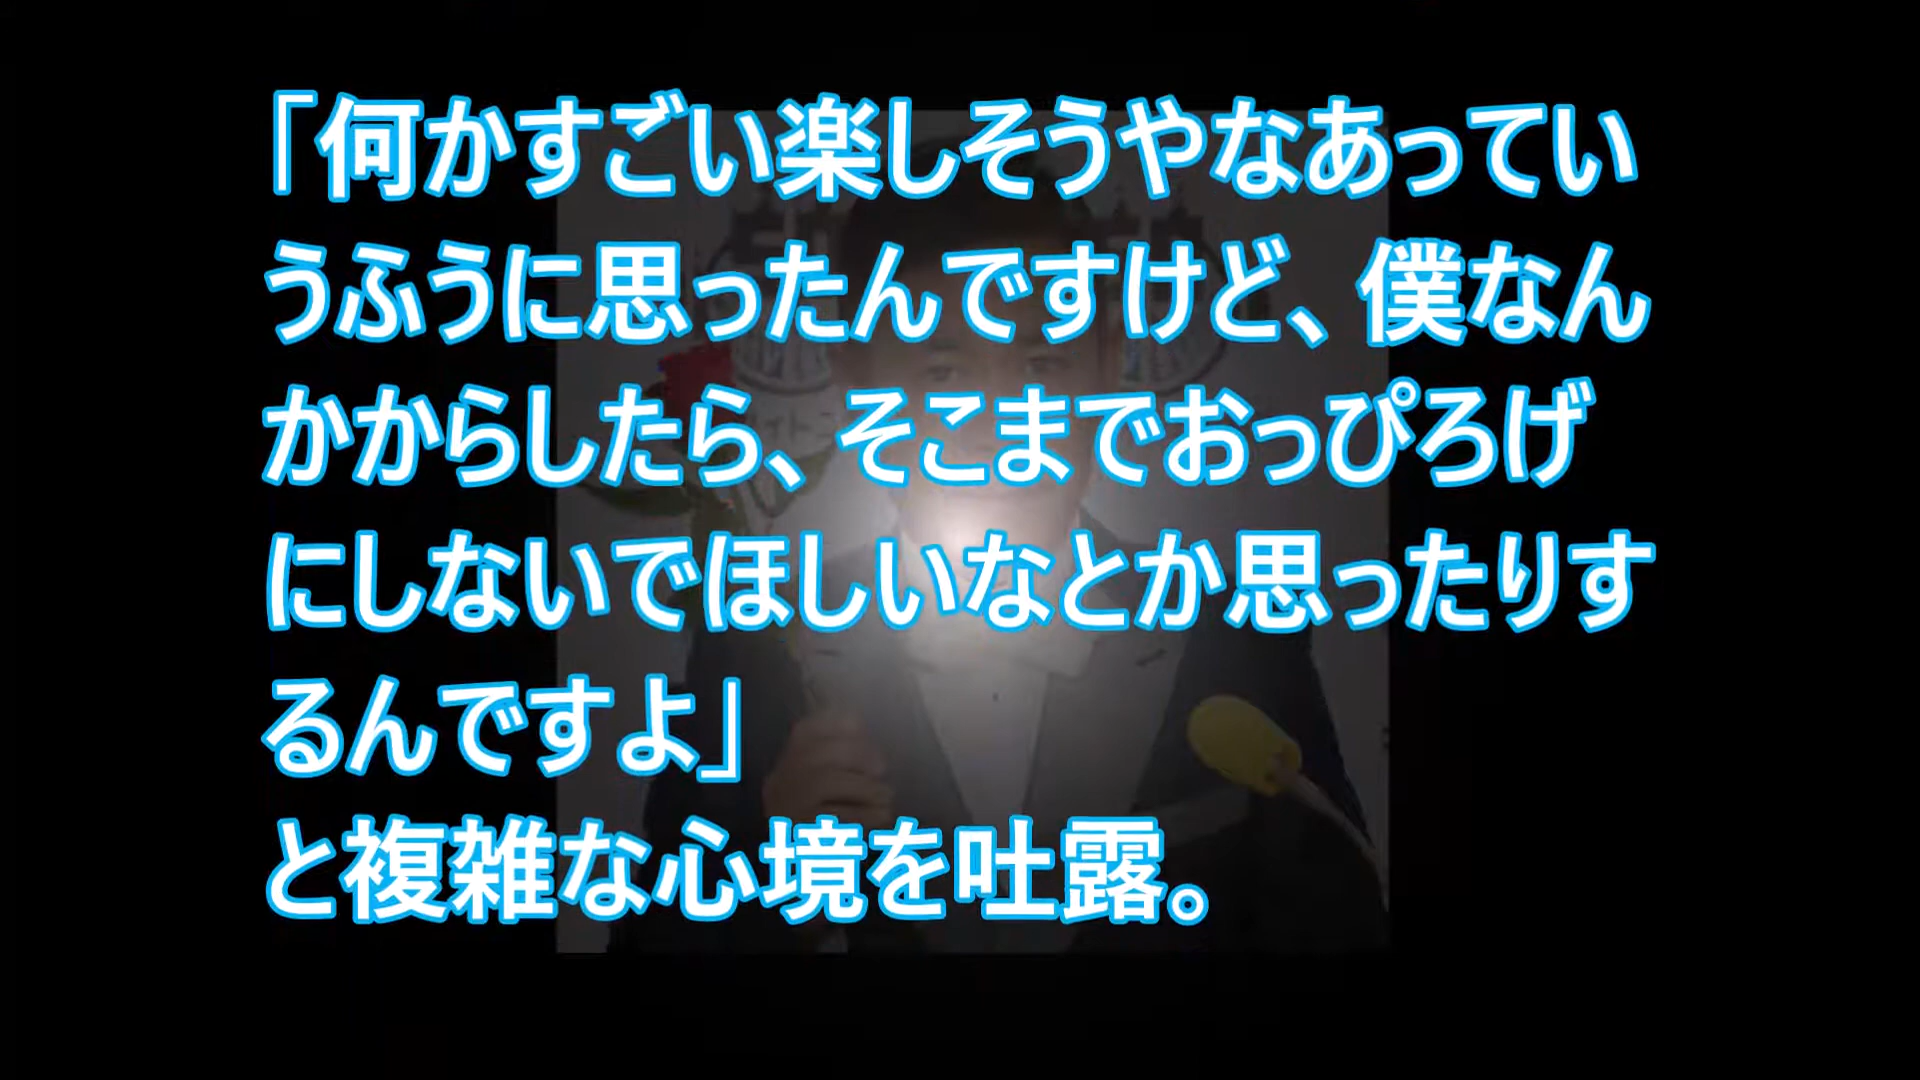 「何かすごい楽しそうやなあってい
うふうに思ったんですけど、僕なん
かからしたら、そこまでおっぴろげ
にしないでほしいなとか思ったりす
るんですよ」
と複雑な心境を吐露。